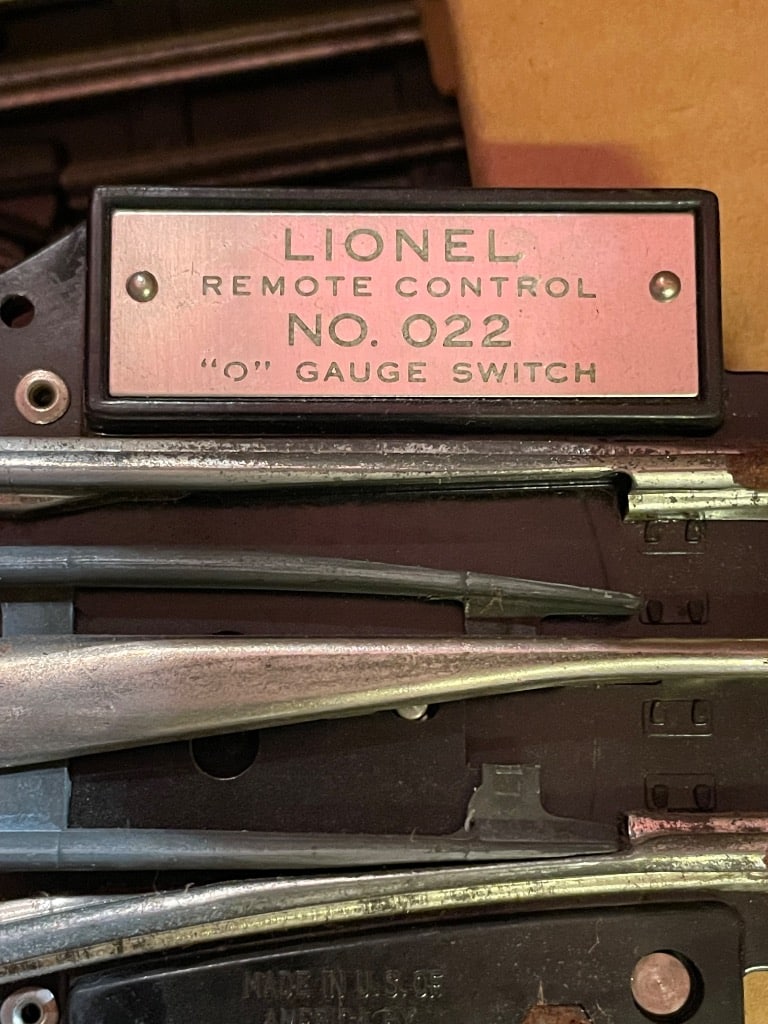 LIONEL
REMOTE CONTROL
NO. 022
“O” GAUGE SWITCH
MADE IN U.S. OF